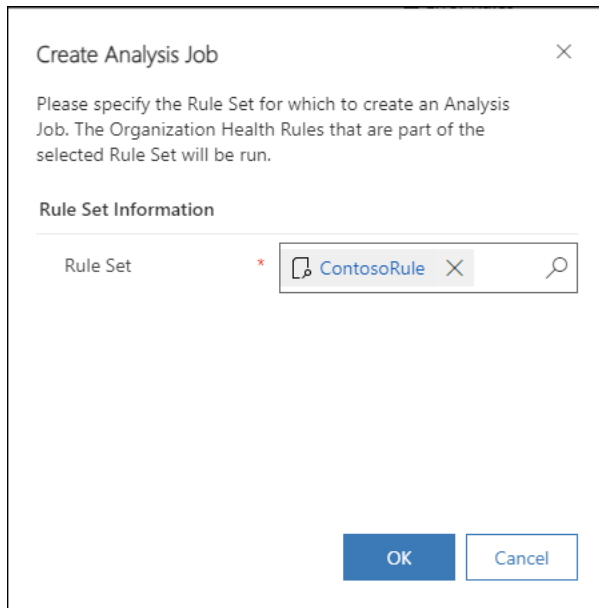 Create Analysis Job
Please specify the Rule Set for which to create an Analysis
Job. The Organization Health Rules that are part of the
selected Rule Set will be run.
Rule Set Information
Rule Set * ContosoRule
OK Cancel